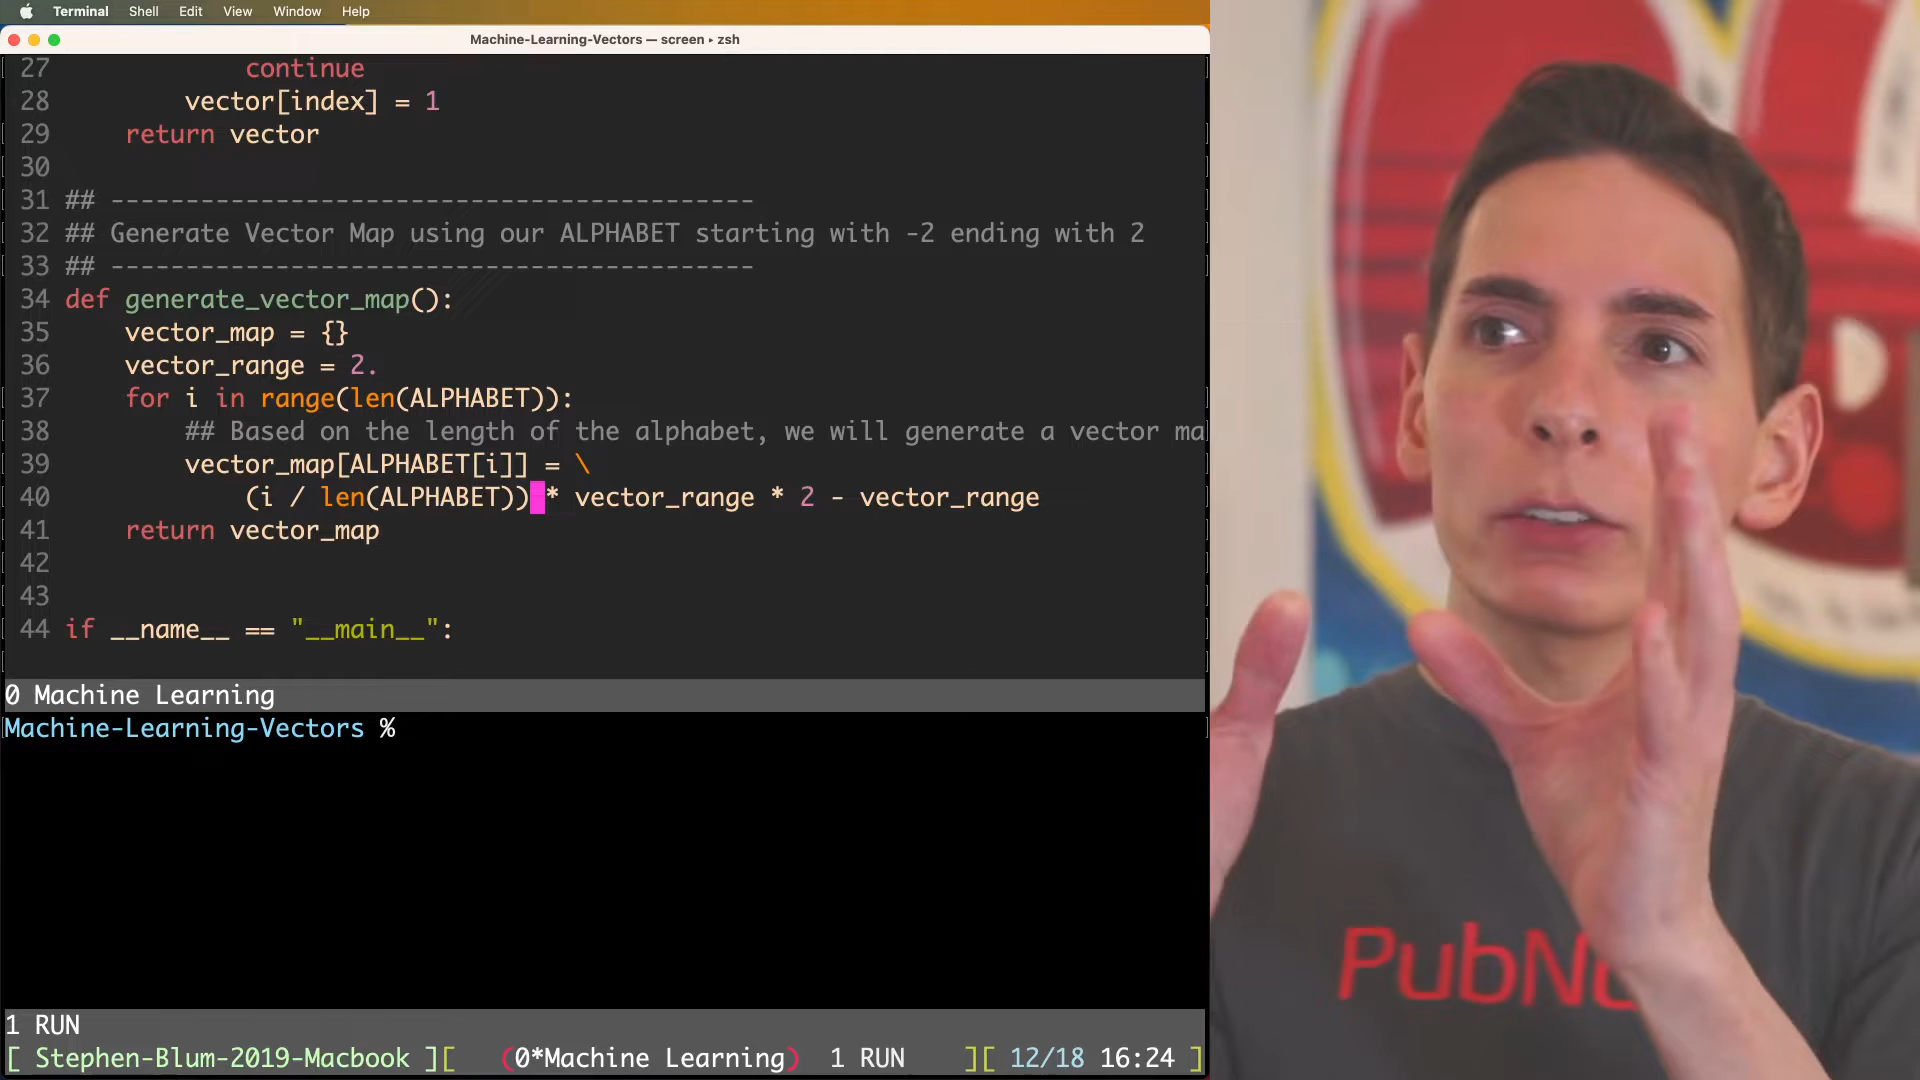 Terminal Shell Edit View Window Help
Machine-Learning-Vectors — screen ▸ zsh
27 continue
28 vector[index] = 1
29 return vector
30
31 ## -------------------------------------------
32 ## Generate Vector Map using our ALPHABET starting with -2 ending with 2
33 ## -------------------------------------------
34 def generate_vector_map():
35 vector_map = {}
36 vector_range = 2.
37 for i in range(len(ALPHABET)):
38 ## Based on the length of the alphabet, we will generate a vector ma
39 vector_map[ALPHABET[i]] = \
40 (i / len(ALPHABET)) * vector_range * 2 - vector_range
41 return vector_map
42
43
44 if __name__ == "__main__":
0 Machine Learning
Machine-Learning-Vectors %
1 RUN
[ Stephen-Blum-2019-Macbook ][ (0*Machine Learning) 1 RUN ][ 12/18 16:24 ]
PubN